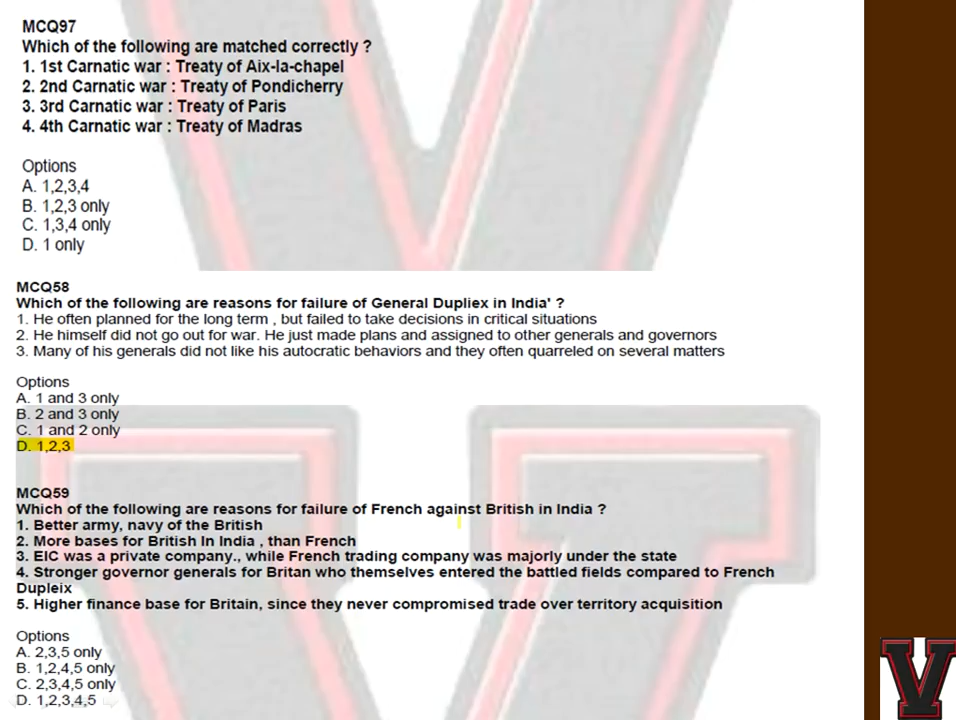 MCQ97
Which of the following are matched correctly ?
1. 1st Carnatic war : Treaty of Aix-la-chapel
2. 2nd Carnatic war : Treaty of Pondicherry
3. 3rd Carnatic war : Treaty of Paris
4. 4th Carnatic war : Treaty of Madras
Options
A. 1,2,3,4
B. 1,2,3 only
C. 1,3,4 only
D. 1 only
MCQ58
Which of the following are reasons for failure of General Dupliex in India' ?
1. He often planned for the long term , but failed to take decisions in critical situations
2. He himself did not go out for war. He just made plans and assigned to other generals and governors
3. Many of his generals did not like his autocratic behaviors and they often quarreled on several matters
Options
A. 1 and 3 only
B. 2 and 3 only
C. 1 and 2 only
D. 1,2,3
MCQ59
Which of the following are reasons for failure of French against British in India ?
1. Better army, navy of the British
2. More bases for British In India , than French
3. EIC was a private company., while French trading company was majorly under the state
4. Stronger governor generals for Britan who themselves entered the battled fields compared to French
Dupleix
5. Higher finance base for Britain, since they never compromised trade over territory acquisition
Options
A. 2,3,5 only
B. 1,2,4,5 only
C. 2,3,4,5 only
D. 1,2,3,4,5
V